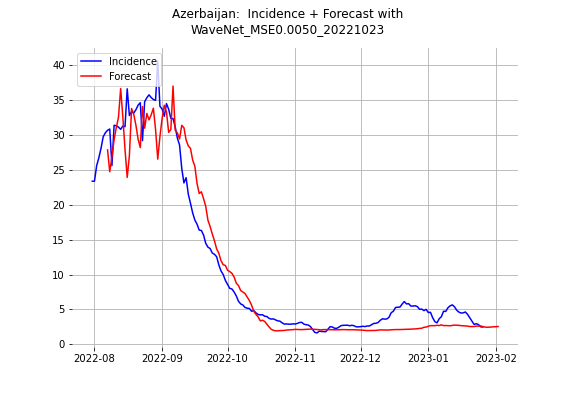 Azerbaijan:  Incidence + Forecast with
WaveNet_MSE0.0050_20221023
Incidence
Forecast
40
35
30
25
20
15
10
5
0
2022-08 2022-09 2022-10 2022-11 2022-12 2023-01 2023-02